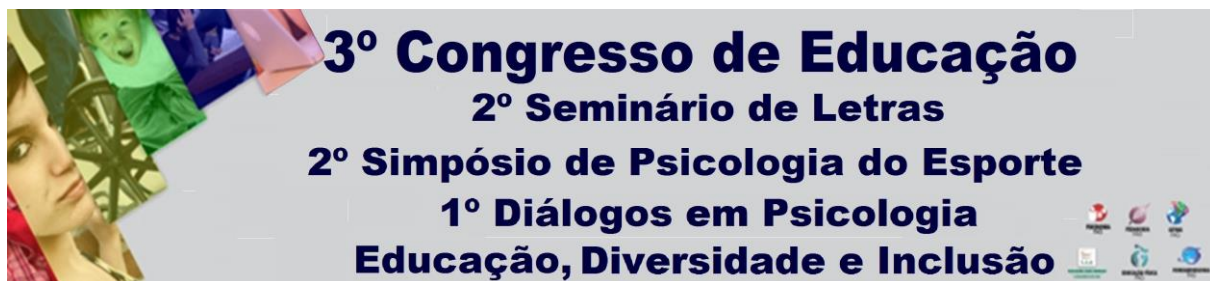 3º Congresso de Educação
2º Seminário de Letras
2º Simpósio de Psicologia do Esporte
1º Diálogos em Psicologia
Educação, Diversidade e Inclusão